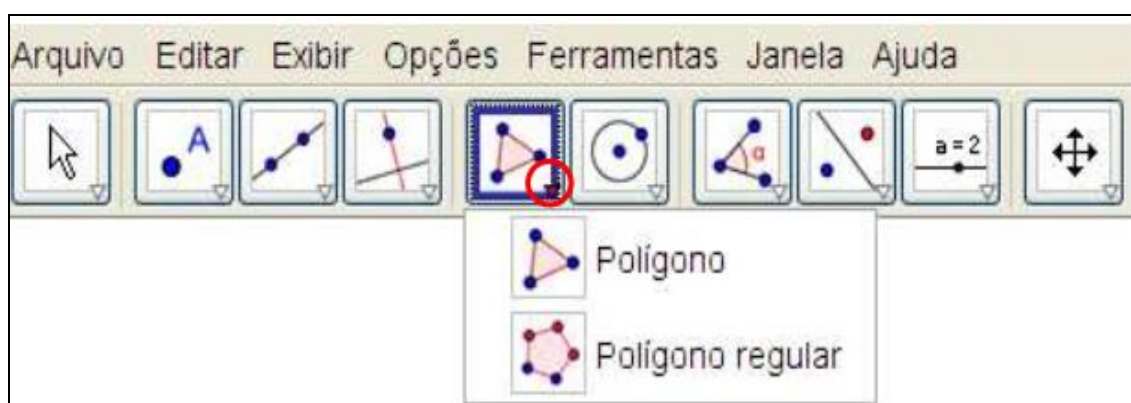 Arquivo Editar Exibir Opções Ferramentas Janela Ajuda
A α a = 2
Polígono
Polígono regular